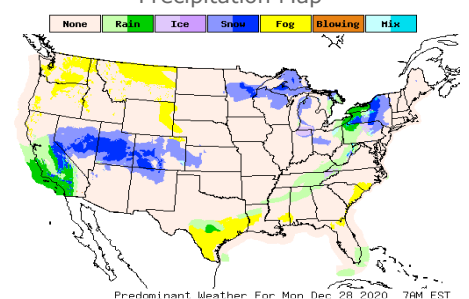 Precipitation Map
None Rain Ice Snow Fog Blowing Mix
Predominant Weather For Mon Dec 28 2020 7AM EST